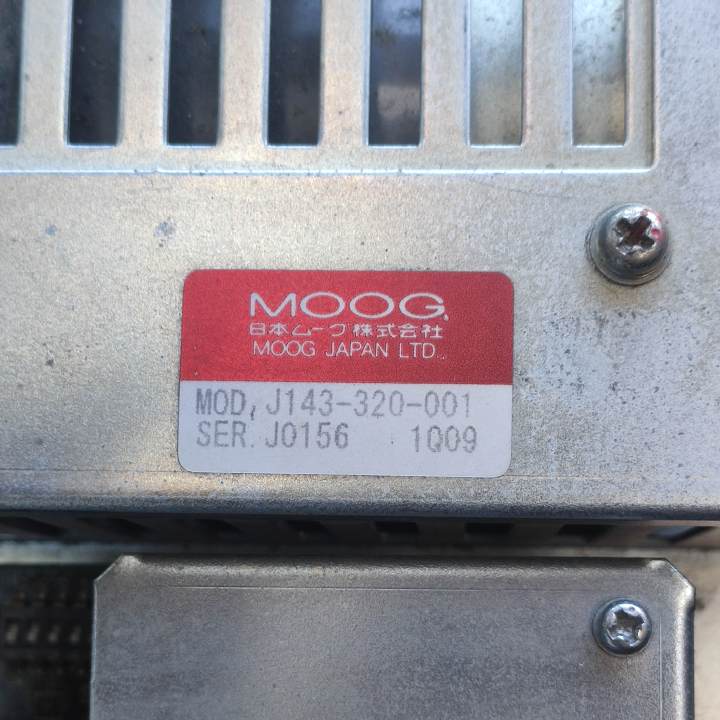 MOOG
日本ムーグ株式会社
MOOG JAPAN LTD.
MOD. J143-320-001
SER. J0156 1Q09